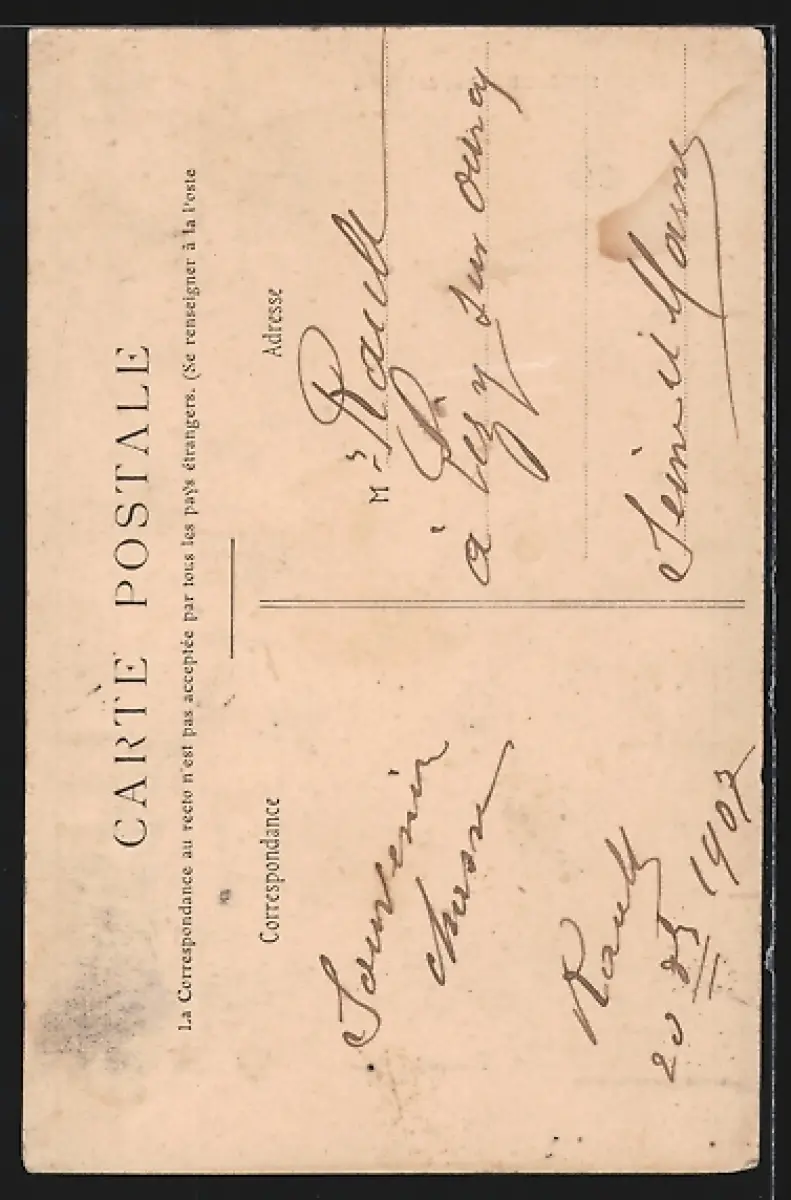 CARTE POSTALE
La Correspondance au recto n'est pas acceptée par tous les pays étrangers. (Se renseigner à la Poste
Correspondance
Souvenir
Rault
20 1907
Adresse
Mr Rault
à Lizy sur ourcq
Seine et Marne